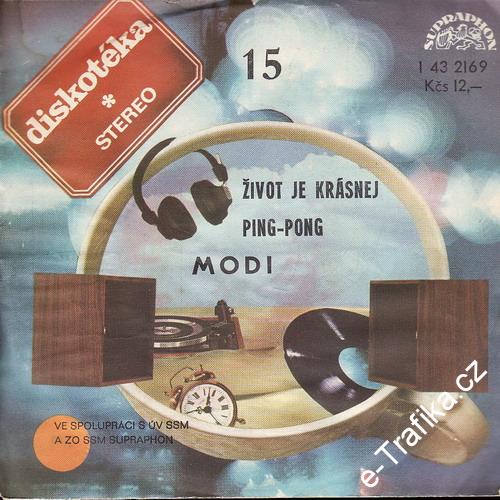 diskotéka
*
STEREO
15
SUPRAPHON
1 43 2169
Kčs 12,—
ŽIVOT JE KRÁSNEJ
PING-PONG
MODI
VE SPOLUPRÁCI S ÚV SSM
A ZO SSM SUPRAPHON
e-Trafika.cz